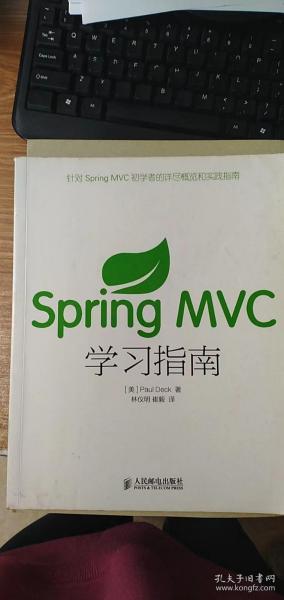 针对 Spring MVC 初学者的详尽概览和实践指南
Spring MVC
学习指南
[美] Paul Deck 著
林仪明 崔毅 译
人民邮电出版社
POSTS & TELECOM PRESS
孔夫子旧书网